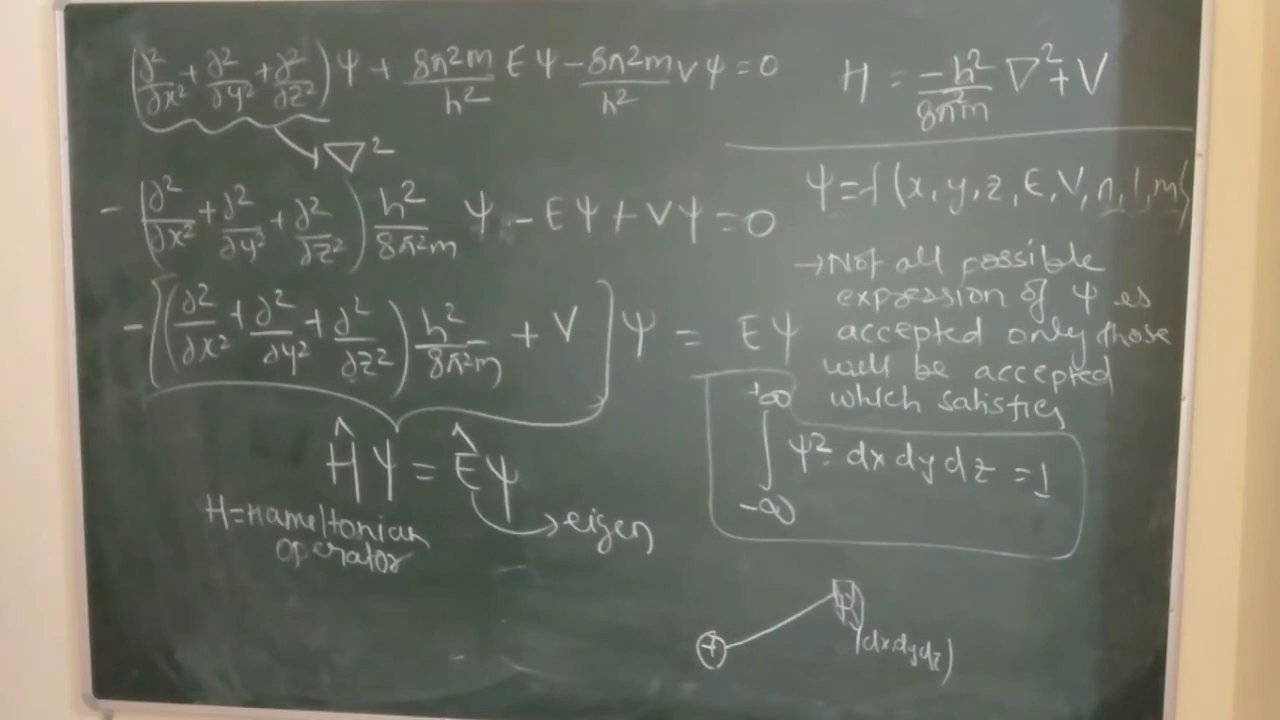 (∂²/∂x² + ∂²/∂y² + ∂²/∂z²) Ψ + 8π²m/h² EΨ − 8π²m/h² VΨ = 0
→ ∇²
− (∂²/∂x² + ∂²/∂y² + ∂²/∂z²) h²/8π²m Ψ − EΨ + VΨ = 0
− [(∂²/∂x² + ∂²/∂y² + ∂²/∂z²) h²/8π²m + V] Ψ = EΨ
ĤΨ = ÊΨ
H = Hameltonian
operator
→ eigen
H = −h²/8π²m ∇² + V
Ψ = f (x, y, z, E, V, n, l, m)
→ Not all possible
expression of Ψ es
accepted only those
will be accepted
which satisfies
+∞
∫ Ψ² dx dy dz = 1
−∞
+
(dx.dy.dz)